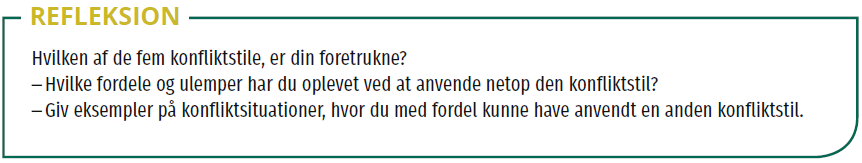 REFLEKSION
Hvilken af de fem konfliktstile, er din foretrukne?
– Hvilke fordele og ulemper har du oplevet ved at anvende netop den konfliktstil?
– Giv eksempler på konfliktsituationer, hvor du med fordel kunne have anvendt en anden konfliktstil.